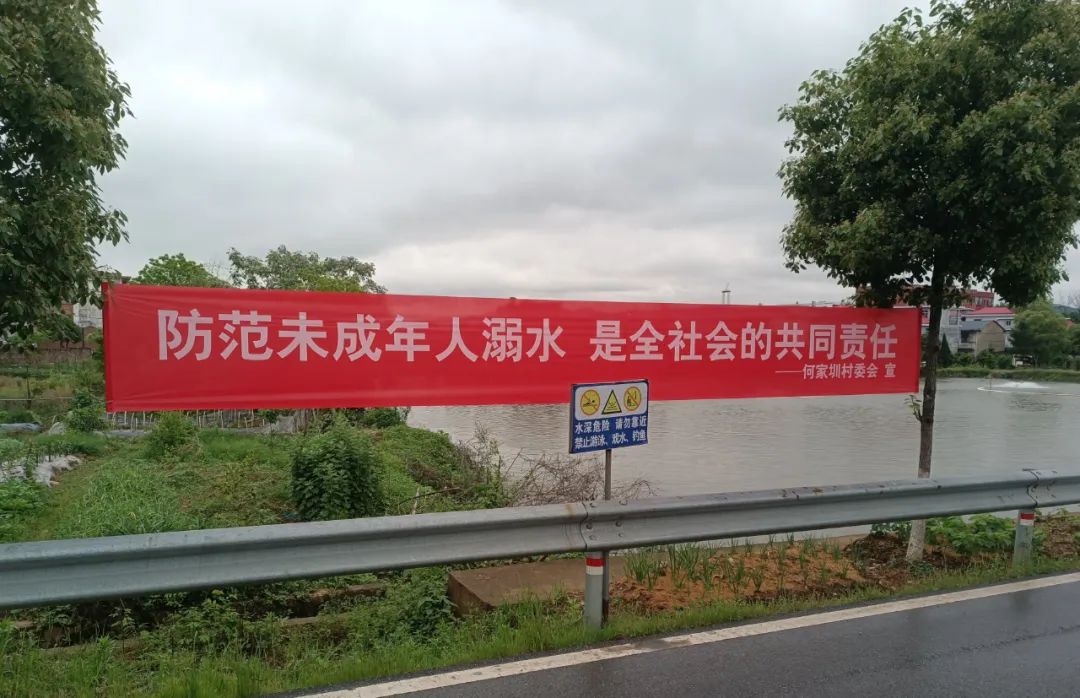 防范未成年人溺水 是全社会的共同责任
——何家圳村委会 宣
水深危险 请勿靠近
禁止游泳、戏水、钓鱼